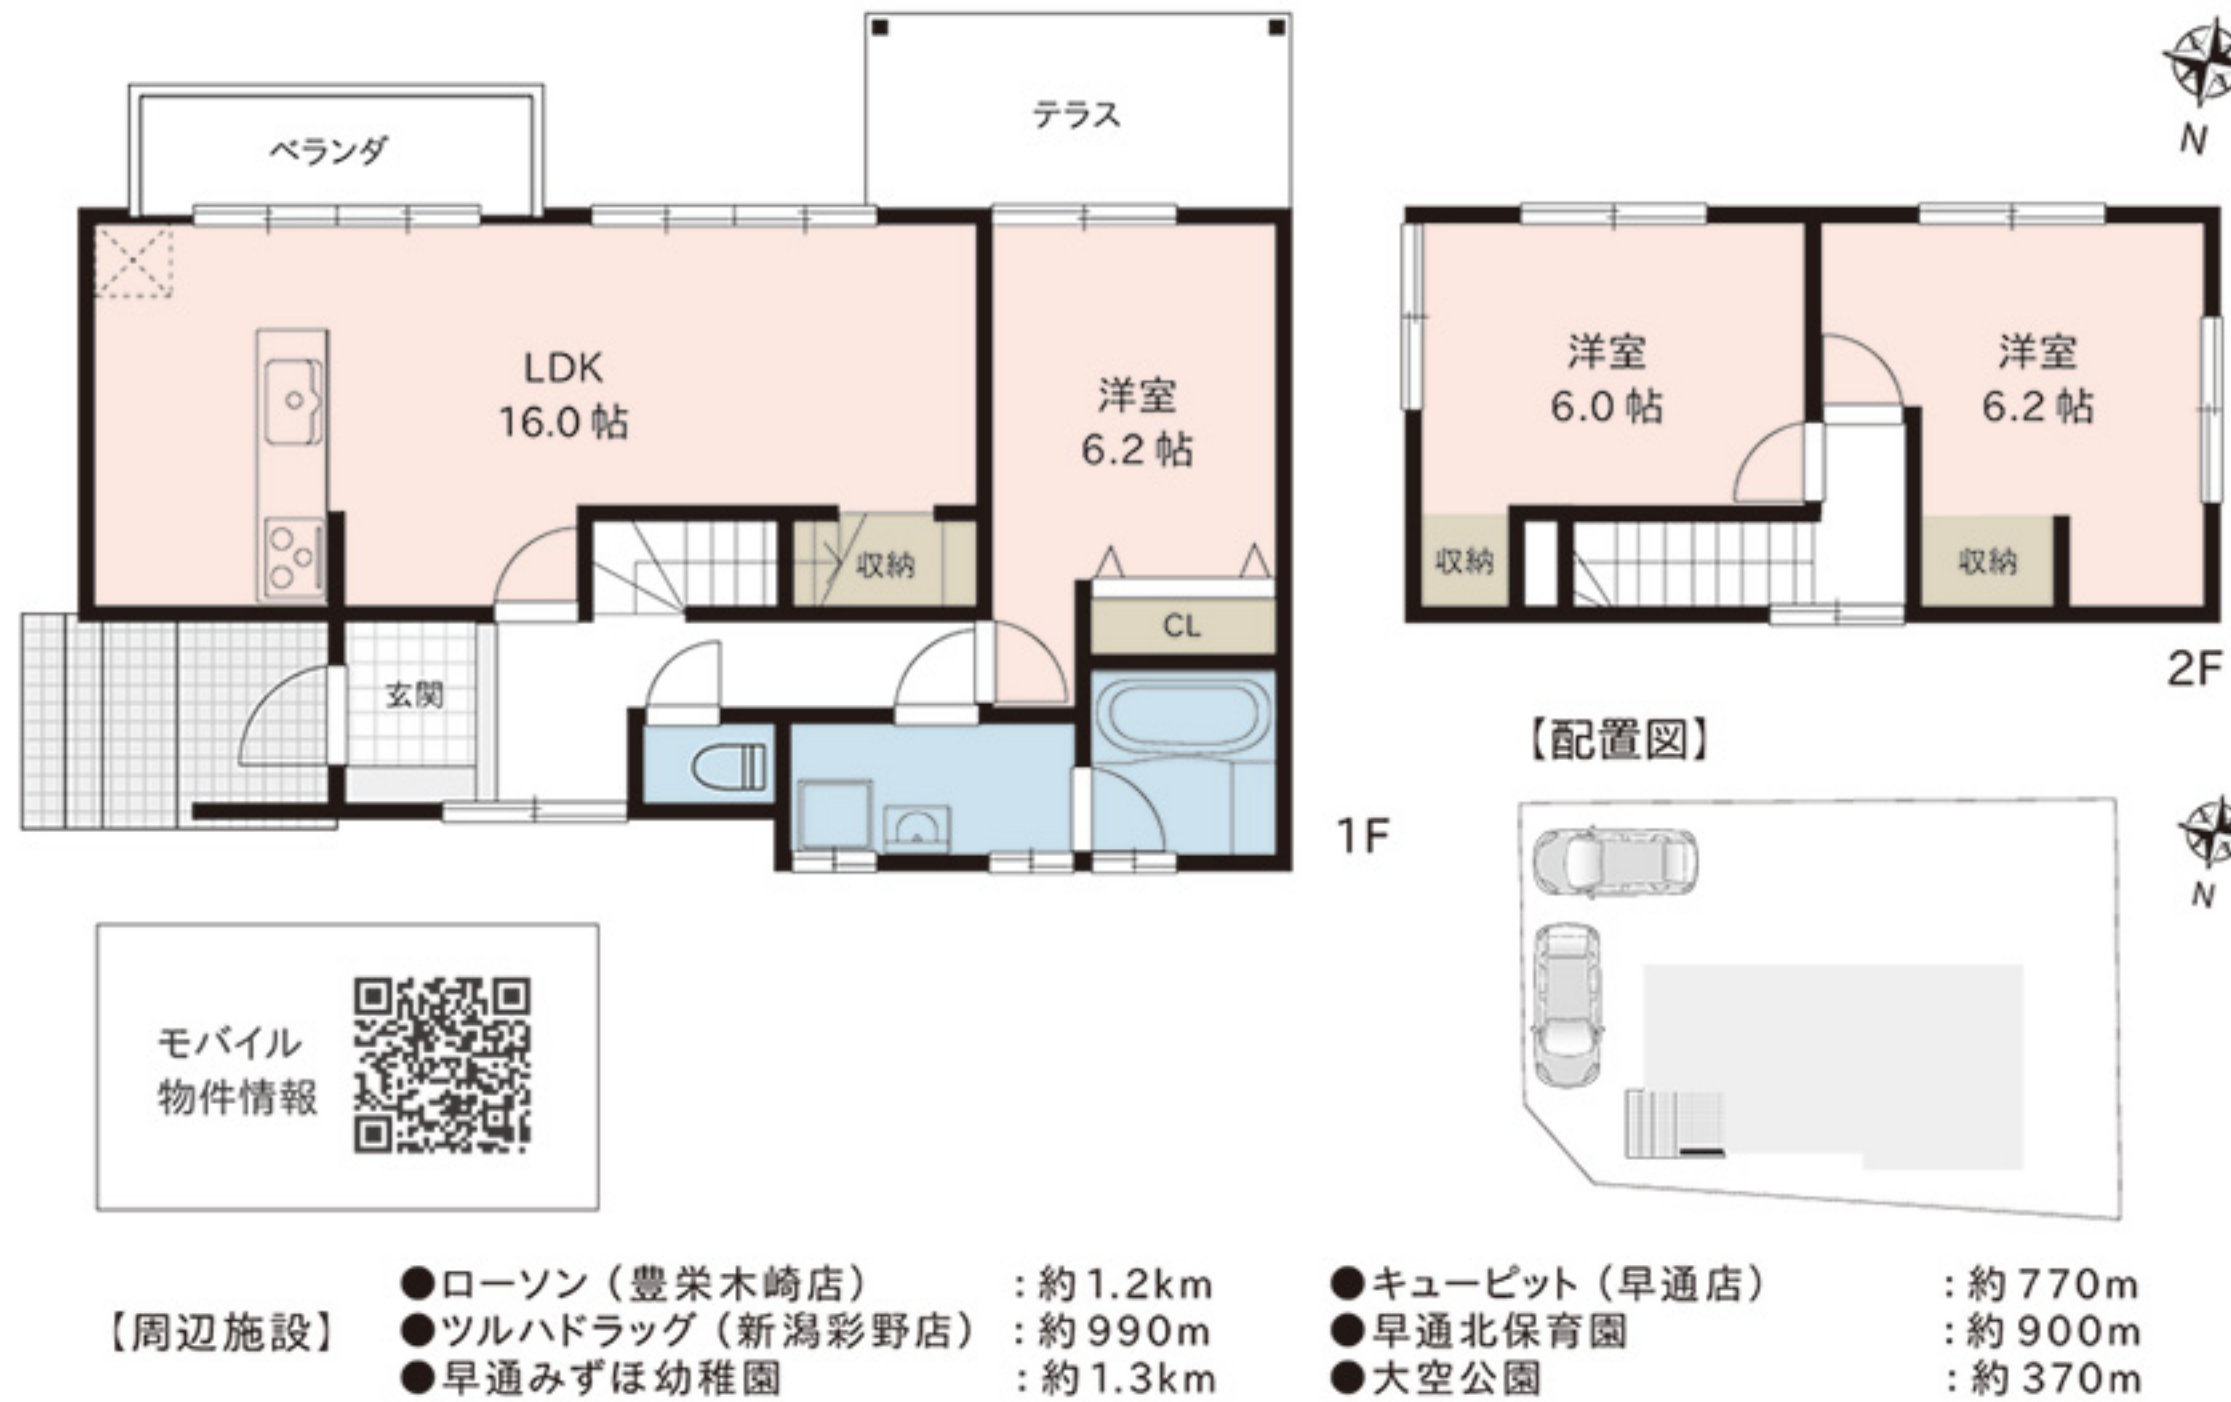 テラス
N
ベランダ
LDK
16.0 帖
洋室
6.2 帖
収納
CL
玄関
1F
洋室
6.0 帖
洋室
6.2 帖
収納
収納
2F
【配置図】
N
モバイル
物件情報
【周辺施設】
●ローソン（豊栄木崎店） ：約1.2km
●ツルハドラッグ（新潟彩野店）：約990m
●早通みずほ幼稚園 ：約1.3km
●キューピット（早通店） ：約770m
●早通北保育園 ：約900m
●大空公園 ：約370m